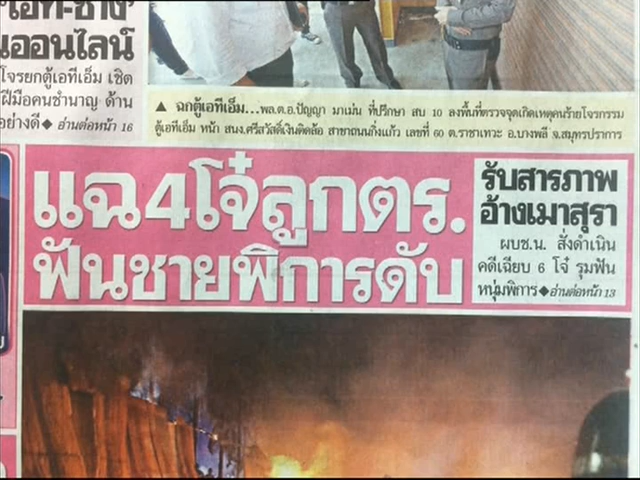 'เอที-ช่าง'
นออนไลน์
โจรยกตู้เอทีเอ็ม เชิด
ฝีมือคนชำนาญ ด้าน
อย่างดี◆ อ่านต่อหน้า 16
▲ ฉกตู้เอทีเอ็ม...พล.ต.อ.ปัญญา มาเม่น ที่ปรึกษา สบ 10 ลงพื้นที่ตรวจจุดเกิดเหตุคนร้ายโจรกรรม
ตู้เอทีเอ็ม หน้า สนง.ศรีสวัสดิ์เงินติดล้อ สาขาถนนกิ่งแก้ว เลขที่ 60 ต.ราชาเทวะ อ.บางพลี จ.สมุทรปราการ
แฉ4โจ๋ลูกตร.
ฟันชายพิการดับ
รับสารภาพ
อ้างเมาสุรา
ผบช.น. สั่งดำเนิน
คดีเฉียบ 6 โจ๋ รุมฟัน
หนุ่มพิการ◆อ่านต่อหน้า 13